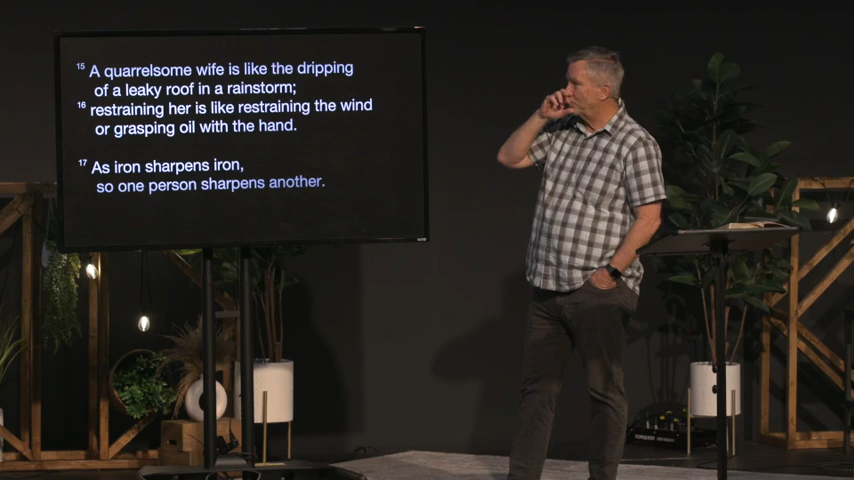 15 A quarrelsome wife is like the dripping
of a leaky roof in a rainstorm;
16 restraining her is like restraining the wind
or grasping oil with the hand.
17 As iron sharpens iron,
so one person sharpens another.